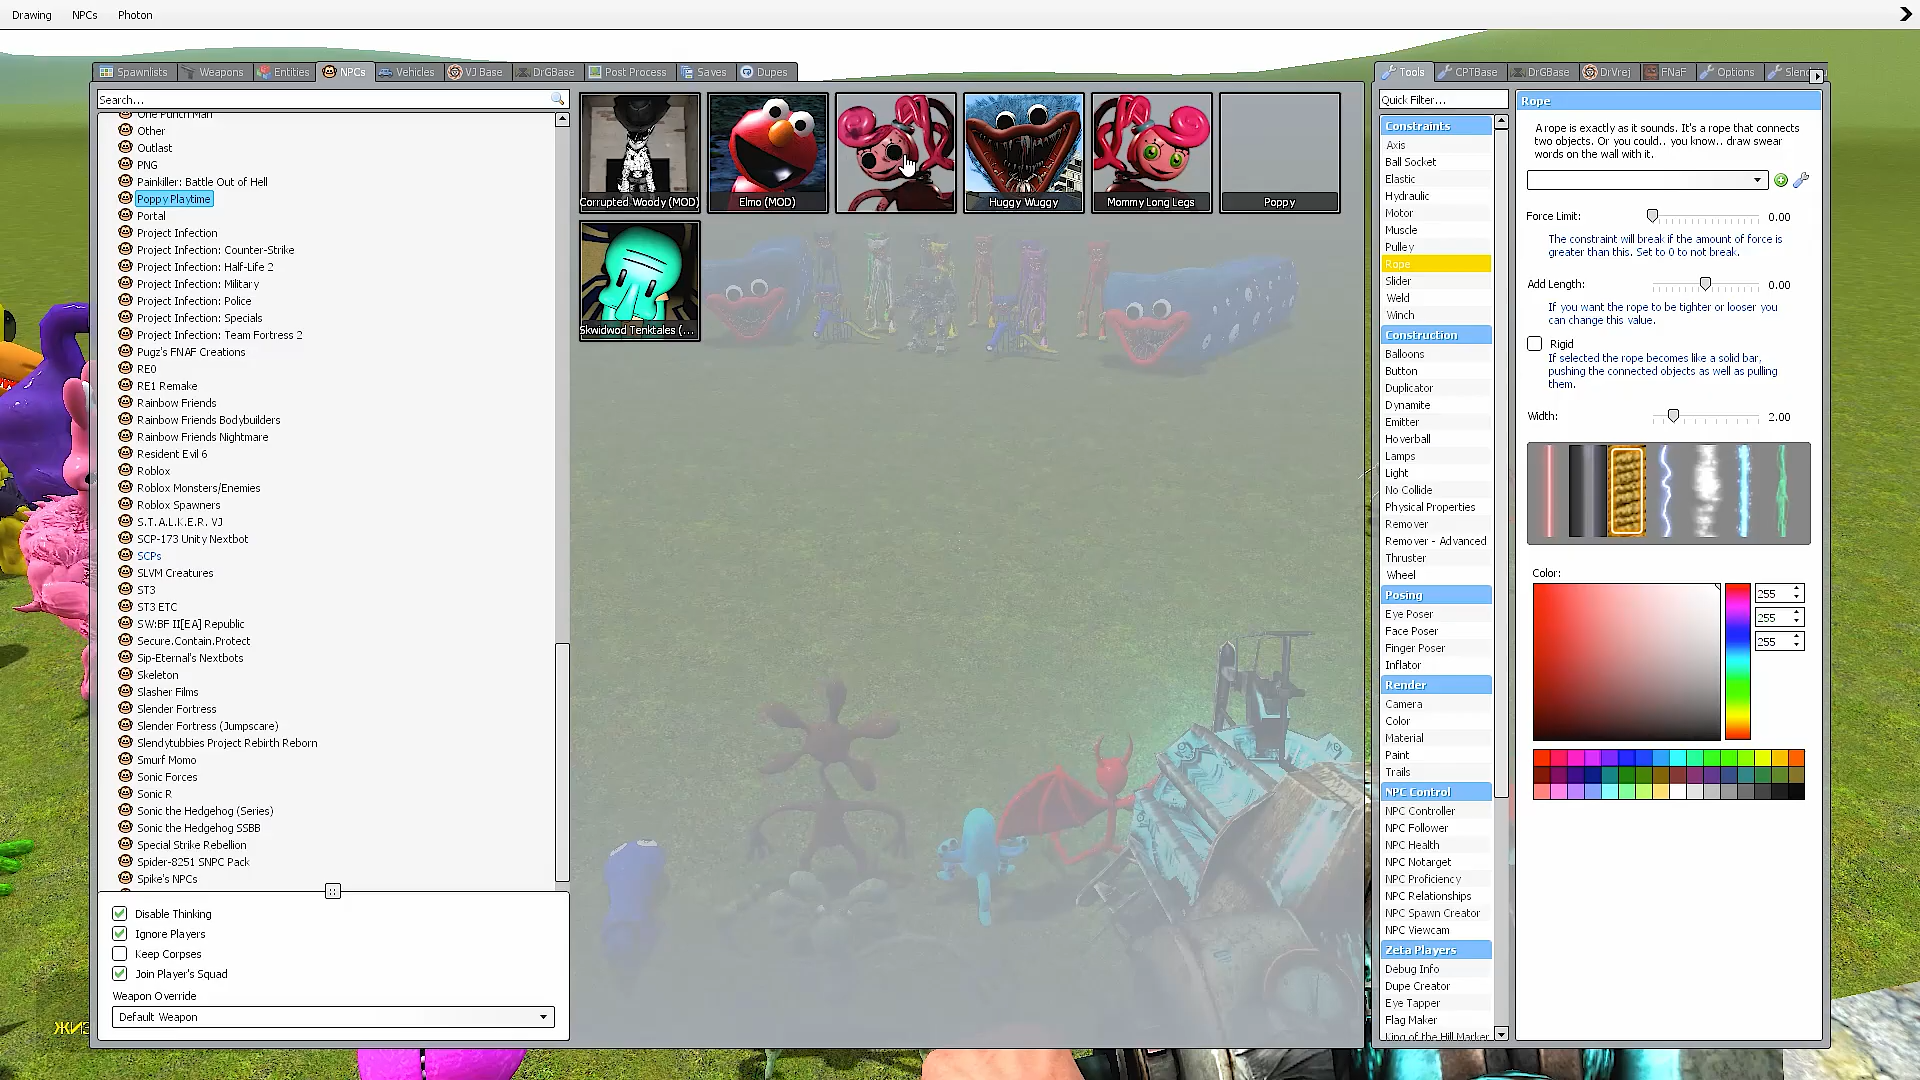 Drawing NPCs Photon
Spawnlists Weapons Entities NPCs Vehicles VJ Base DrGBase Post Process Saves Dupes
Search...
One Punch Man
Other
Outlast
PNG
Painkiller: Battle Out of Hell
Poppy Playtime
Portal
Project Infection
Project Infection: Counter-Strike
Project Infection: Half-Life 2
Project Infection: Military
Project Infection: Police
Project Infection: Specials
Project Infection: Team Fortress 2
Pugz's FNAF Creations
RE0
RE1 Remake
Rainbow Friends
Rainbow Friends Bodybuilders
Rainbow Friends Nightmare
Resident Evil 6
Roblox
Roblox Monsters/Enemies
Roblox Spawners
S.T.A.L.K.E.R. VJ
SCP-173 Unity Nextbot
SCPs
SLVM Creatures
ST3
ST3 ETC
SW:BF II[EA] Republic
Secure.Contain.Protect
Sip-Eternal's Nextbots
Skeleton
Slasher Films
Slender Fortress
Slender Fortress (Jumpscare)
Slendytubbies Project Rebirth Reborn
Smurf Momo
Sonic Forces
Sonic R
Sonic the Hedgehog (Series)
Sonic the Hedgehog SSBB
Special Strike Rebellion
Spider-8251 SNPC Pack
Spike's NPCs
Disable Thinking
Ignore Players
Keep Corpses
Join Player's Squad
Weapon Override
Default Weapon
ЖИЗ
Corrupted Woody (MOD)
Elmo (MOD)
Huggy Wuggy
Mommy Long Legs
Poppy
Skwidwod Tenktales (...
Tools CPTBase DrGBase DrVrej FNaF Options Slend
Quick Filter...
Constraints
Axis
Ball Socket
Elastic
Hydraulic
Motor
Muscle
Pulley
Rope
Slider
Weld
Winch
Construction
Balloons
Button
Duplicator
Dynamite
Emitter
Hoverball
Lamps
Light
No Collide
Physical Properties
Remover
Remover - Advanced
Thruster
Wheel
Posing
Eye Poser
Face Poser
Finger Poser
Inflator
Render
Camera
Color
Material
Paint
Trails
NPC Control
NPC Controller
NPC Follower
NPC Health
NPC Notarget
NPC Proficiency
NPC Relationships
NPC Spawn Creator
NPC Viewcam
Zeta Players
Debug Info
Dupe Creator
Eye Tapper
Flag Maker
King of the Hill Marker
Rope
A rope is exactly as it sounds. It's a rope that connects
two objects. Or you could.. you know.. draw swear
words on the wall with it.
Force Limit: 0.00
The constraint will break if the amount of force is
greater than this. Set to 0 to not break.
Add Length: 0.00
If you want the rope to be tighter or looser you
can change this value.
Rigid
If selected the rope becomes like a solid bar,
pushing the connected objects as well as pulling
them.
Width: 2.00
Color:
255
255
255